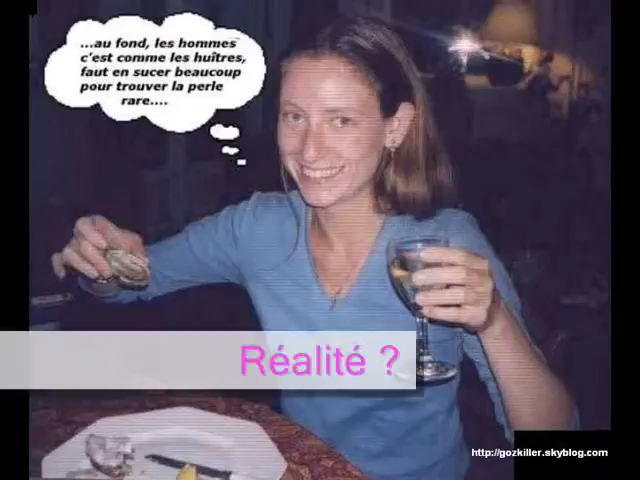 ...au fond, les hommes
c'est comme les huîtres,
faut en sucer beaucoup
pour trouver la perle
rare....
Réalité ?
http://gozkiller.skyblog.com